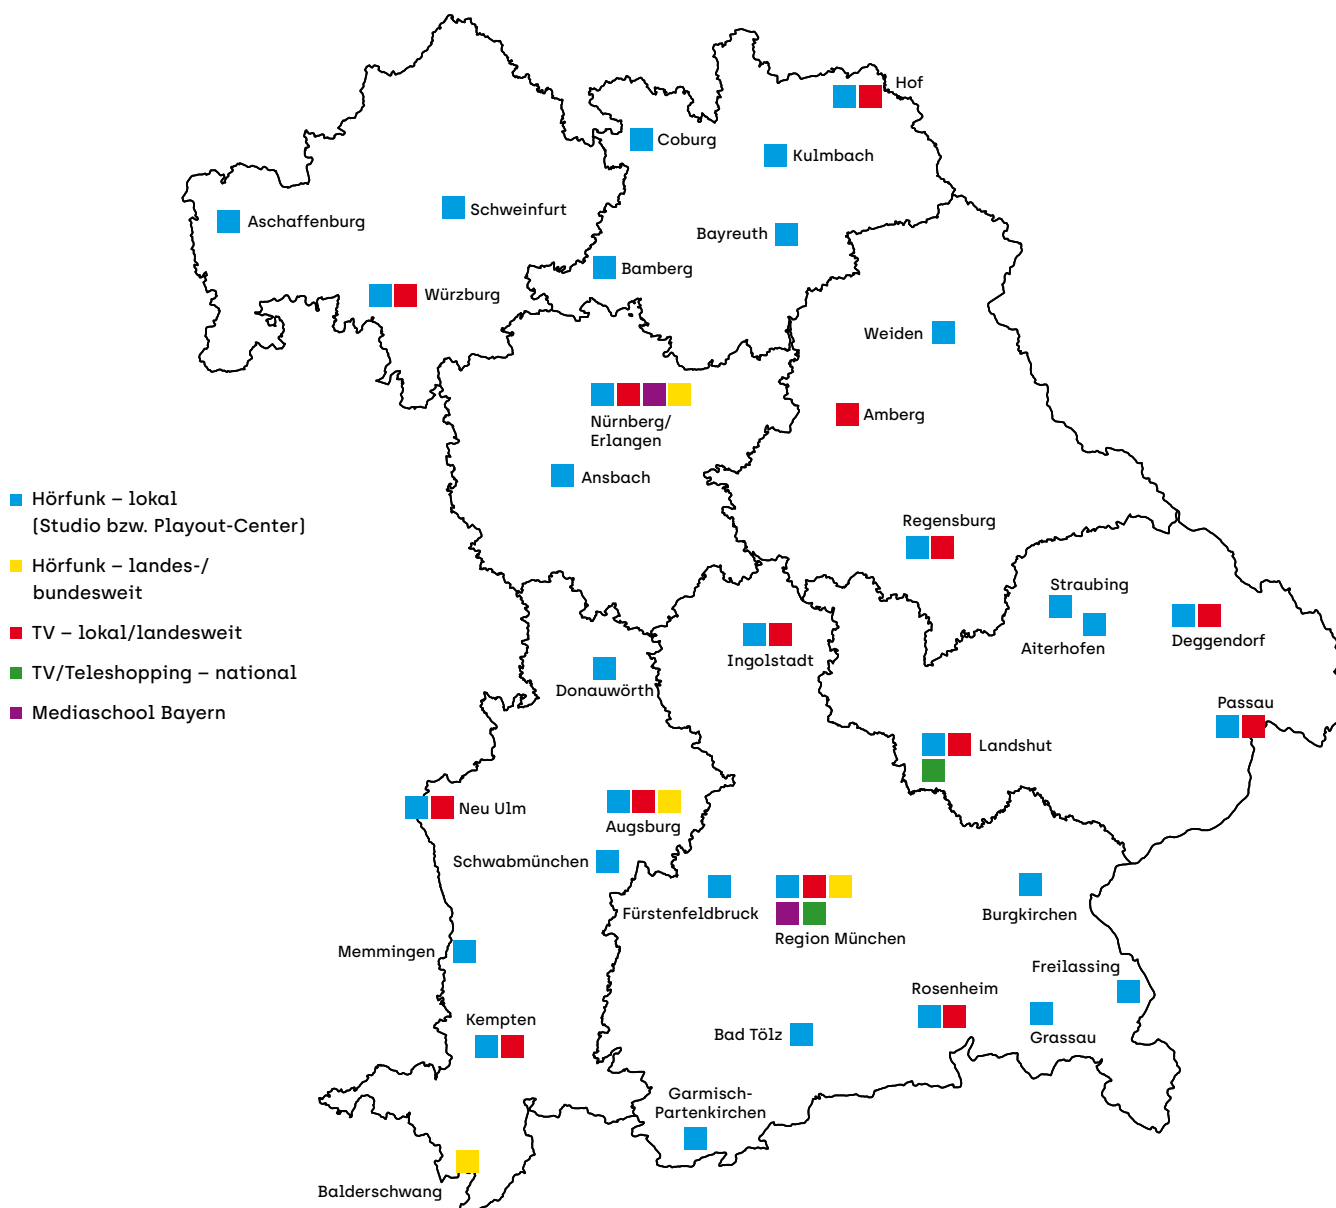 Hof
Coburg
Kulmbach
Aschaffenburg
Schweinfurt
Bayreuth
Bamberg
Würzburg
Weiden
Amberg
Nürnberg/
Erlangen
Ansbach
Hörfunk – lokal
(Studio bzw. Playout-Center)
Hörfunk – landes-/
bundesweit
TV – lokal/landesweit
TV/Teleshopping – national
Mediaschool Bayern
Regensburg
Straubing
Aiterhofen
Deggendorf
Ingolstadt
Donauwörth
Passau
Landshut
Neu Ulm
Augsburg
Schwabmünchen
Fürstenfeldbruck
Region München
Burgkirchen
Memmingen
Freilassing
Rosenheim
Grassau
Kempten
Bad Tölz
Garmisch-
Partenkirchen
Balderschwang